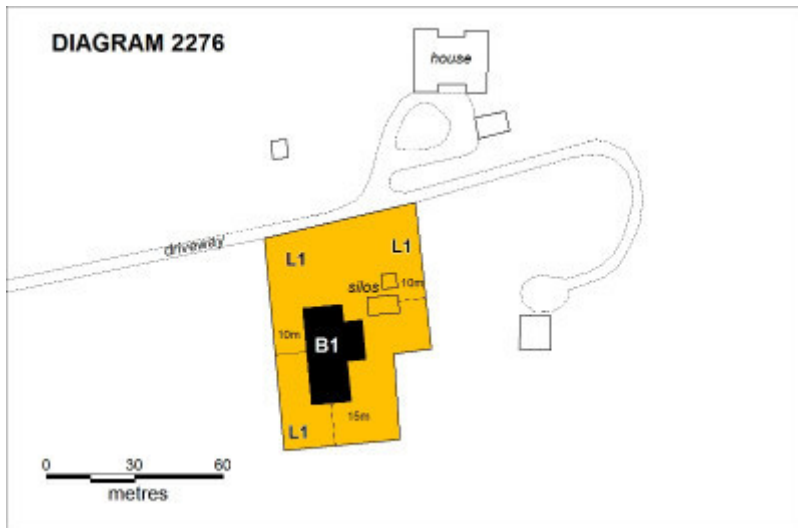 DIAGRAM 2276
house
driveway
L1
L1
silos
10m
10m
B1
L1
15m
0 30 60
metres